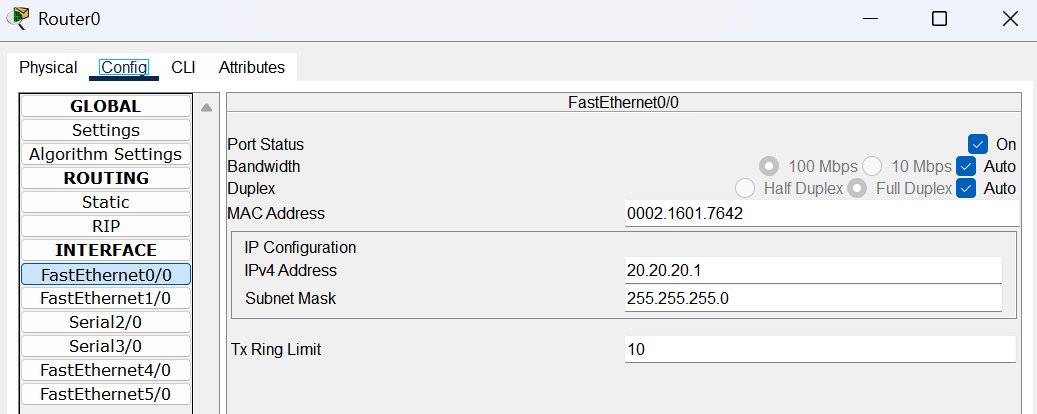 Router0
Physical Config CLI Attributes
GLOBAL
Settings
Algorithm Settings
ROUTING
Static
RIP
INTERFACE
FastEthernet0/0
FastEthernet1/0
Serial2/0
Serial3/0
FastEthernet4/0
FastEthernet5/0
FastEthernet0/0
Port Status On
Bandwidth 100 Mbps 10 Mbps Auto
Duplex Half Duplex Full Duplex Auto
MAC Address 0002.1601.7642
IP Configuration
IPv4 Address 20.20.20.1
Subnet Mask 255.255.255.0
Tx Ring Limit 10